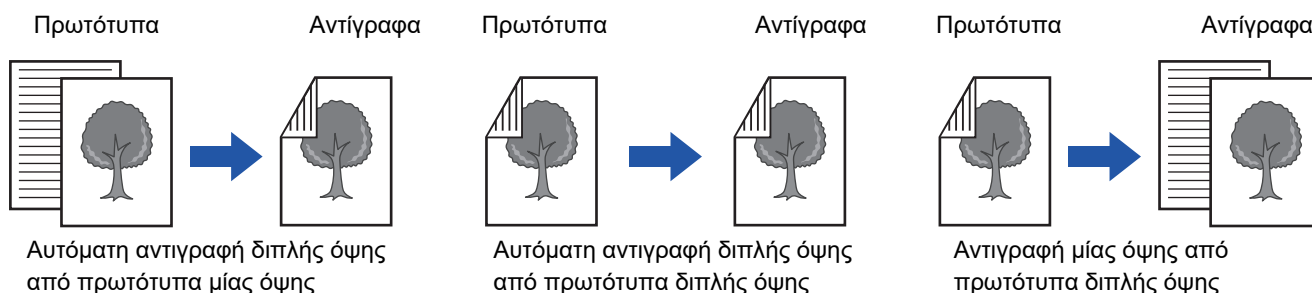 Πρωτότυπα Αντίγραφα Πρωτότυπα Αντίγραφα Πρωτότυπα Αντίγραφα
Αυτόματη αντιγραφή διπλής όψης
από πρωτότυπα μίας όψης
Αυτόματη αντιγραφή διπλής όψης
από πρωτότυπα διπλής όψης
Αντιγραφή μίας όψης από
πρωτότυπα διπλής όψης